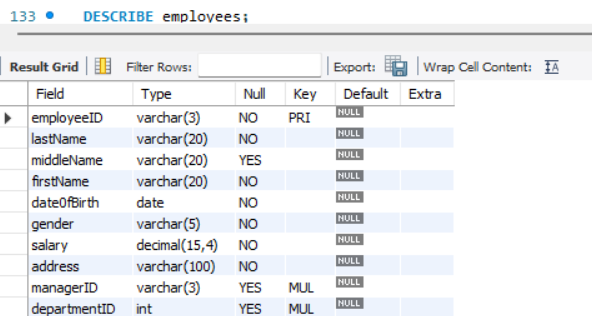 133 DESCRIBE employees;
Result Grid Filter Rows: Export: Wrap Cell Content: IA
Field Type Null Key Default Extra
employeeID varchar(3) NO PRI NULL
lastName varchar(20) NO NULL
middleName varchar(20) YES NULL
firstName varchar(20) NO NULL
dateOfBirth date NO NULL
gender varchar(5) NO NULL
salary decimal(15,4) NO NULL
address varchar(100) NO NULL
managerID varchar(3) YES MUL NULL
departmentID int YES MUL NULL